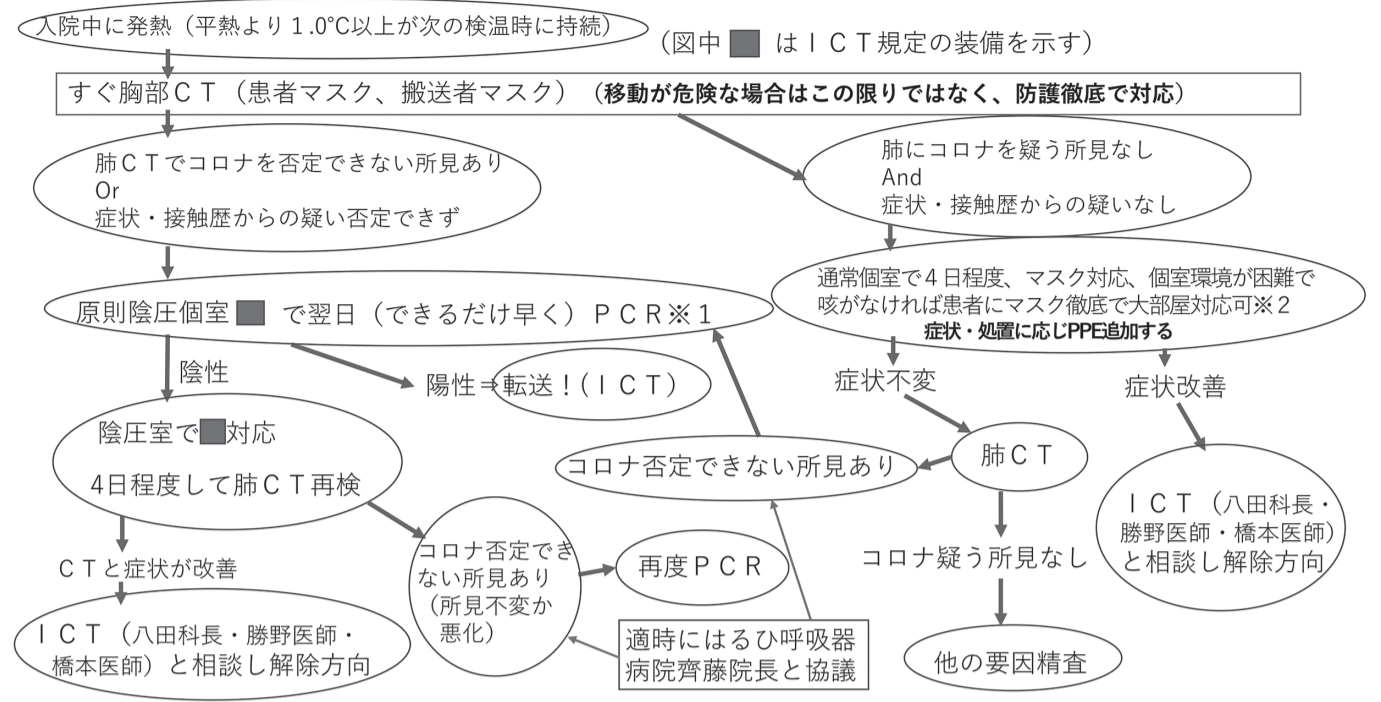 入院中に発熱（平熱より１.0℃以上が次の検温時に持続）
（図中■はＩＣＴ規定の装備を示す）
すぐ胸部ＣＴ（患者マスク、搬送者マスク）（移動が危険な場合はこの限りではなく、防護徹底で対応）
肺ＣＴでコロナを否定できない所見あり
Or
症状・接触歴からの疑い否定できず
肺にコロナを疑う所見なし
And
症状・接触歴からの疑いなし
通常個室で４日程度、マスク対応、個室環境が困難で
咳がなければ患者にマスク徹底で大部屋対応可※２
症状・処置に応じPPE追加する
原則陰圧個室■で翌日（できるだけ早く）ＰＣＲ※１
陰性
陽性⇒転送！（ＩＣＴ）
症状不変
症状改善
陰圧室で■対応
4日程度して肺ＣＴ再検
コロナ否定できない所見あり
肺ＣＴ
ＩＣＴ（八田科長・
勝野医師・橋本医師）
と相談し解除方向
コロナ否定でき
ない所見あり
（所見不変か
悪化）
再度ＰＣＲ
コロナ疑う所見なし
ＣＴと症状が改善
ＩＣＴ（八田科長・勝野医師・
橋本医師）と相談し解除方向
適時にはるひ呼吸器
病院齊藤院長と協議
他の要因精査